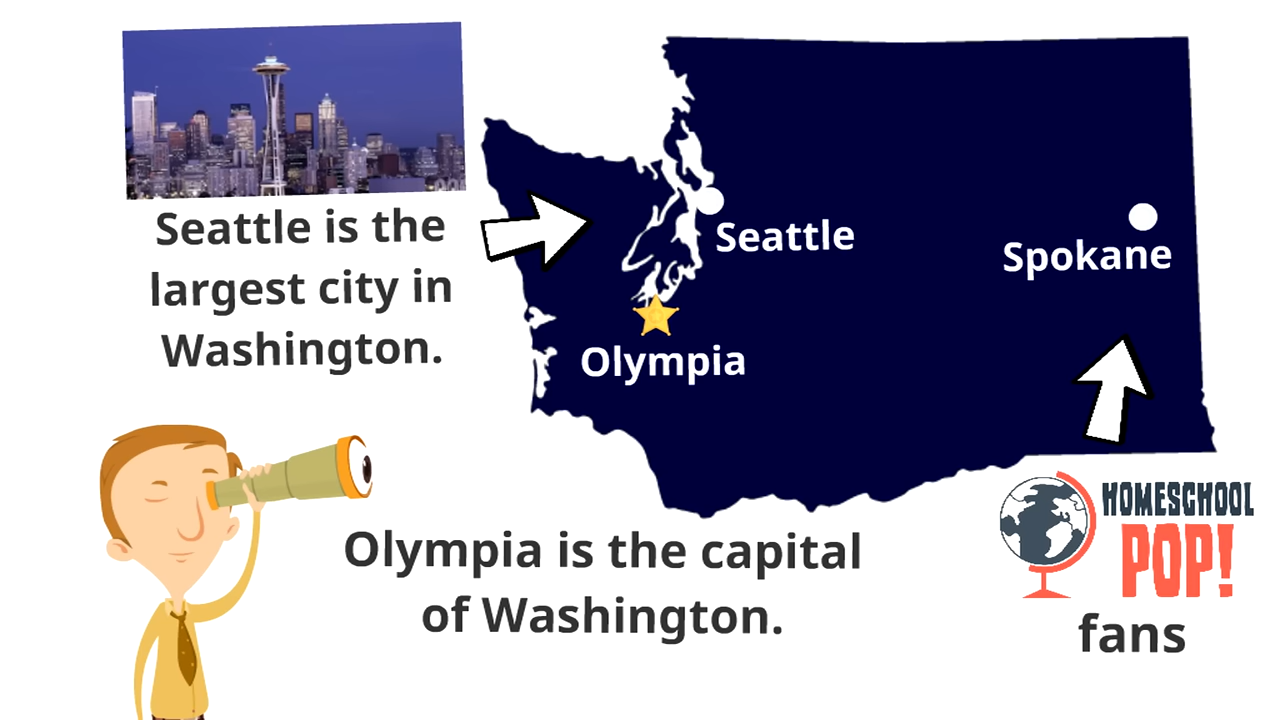 Seattle is the
largest city in
Washington.
Seattle
Spokane
Olympia
Olympia is the capital
of Washington.
HOMESCHOOL
POP!
fans